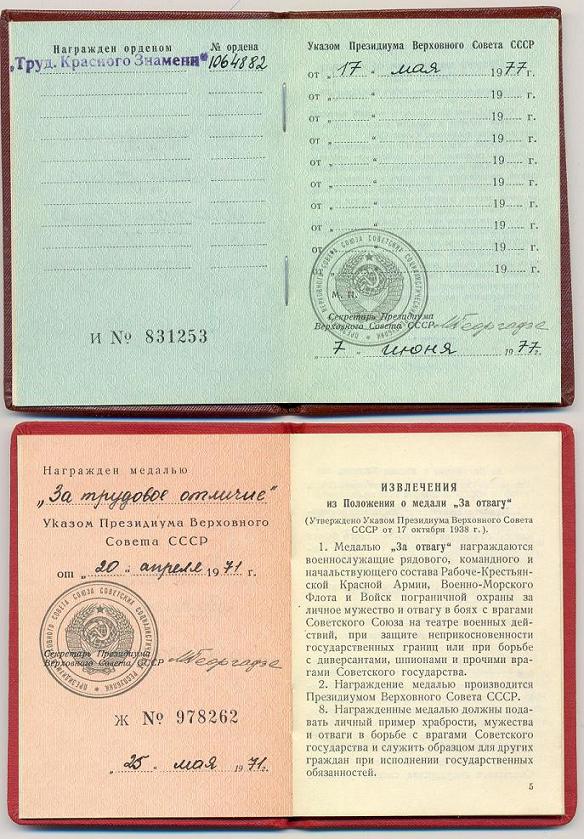 Награжден орденом № ордена
„Труд. Красного Знамени" 1064882
И № 831253
Указом Президиума Верховного Совета СССР
от „ 17 " мая 1977 г.
от „ " 19 г.
от „ " 19 г.
от „ " 19 г.
от „ " 19 г.
от „ " 19 г.
от „ " 19 г.
от „ " 19 г.
от „ " 19 г.
от „ " 19 г.
М. П.
Секретарь Президиума
Верховного Совета СССР МГеоргадзе
„ 7 „ июня 1977г.
Награжден медалью
„За трудовое отличие"
Указом Президиума Верховного
Совета СССР
от „ 20 " апреля 1971 г.
Секретарь Президиума
Верховного Совета СССР МГеоргадзе
Ж № 978262
„ 25 „ мая 1971г.
ИЗВЛЕЧЕНИЯ
из Положения о медали „За отвагу"
(Утверждено Указом Президиума Верховного Совета
СССР от 17 октября 1938 г.).
1. Медалью „За отвагу" награждаются
военнослужащие рядового, командного и
начальствующего состава Рабоче-Крестьян-
ской Красной Армии, Военно-Морского
Флота и Войск пограничной охраны за
личное мужество и отвагу в боях с врагами
Советского Союза на театре военных дей-
ствий, при защите неприкосновенности
государственных границ или при борьбе
с диверсантами, шпионами и прочими вра-
гами Советского государства.
2. Награждение медалью производится
Президиумом Верховного Совета СССР.
8. Награжденные медалью должны пода-
вать личный пример храбрости, мужества
и отваги в борьбе с врагами Советского
государства и служить образцом для других
граждан при исполнении государственных
обязанностей.
5